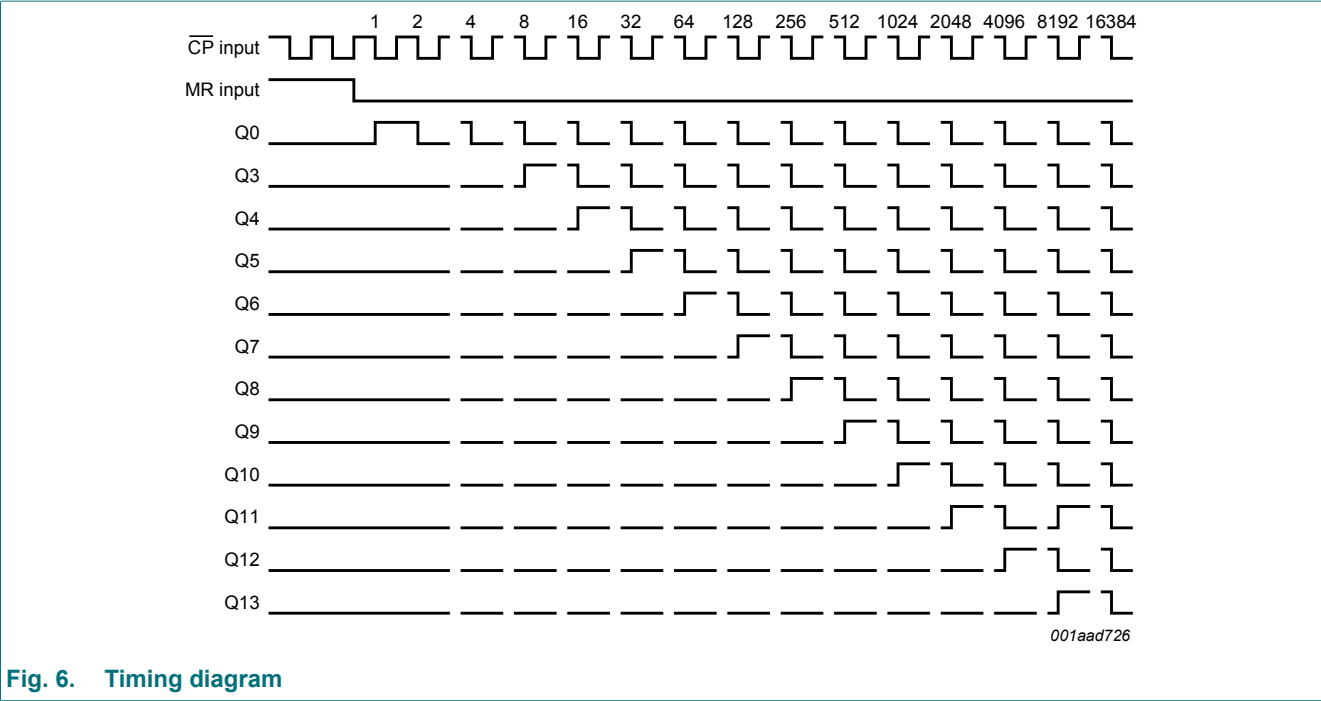 1 2 4 8 16 32 64 128 256 512 1024 2048 4096 8192 16384
CP input
MR input
Q0
Q3
Q4
Q5
Q6
Q7
Q8
Q9
Q10
Q11
Q12
Q13
001aad726
Fig. 6. Timing diagram